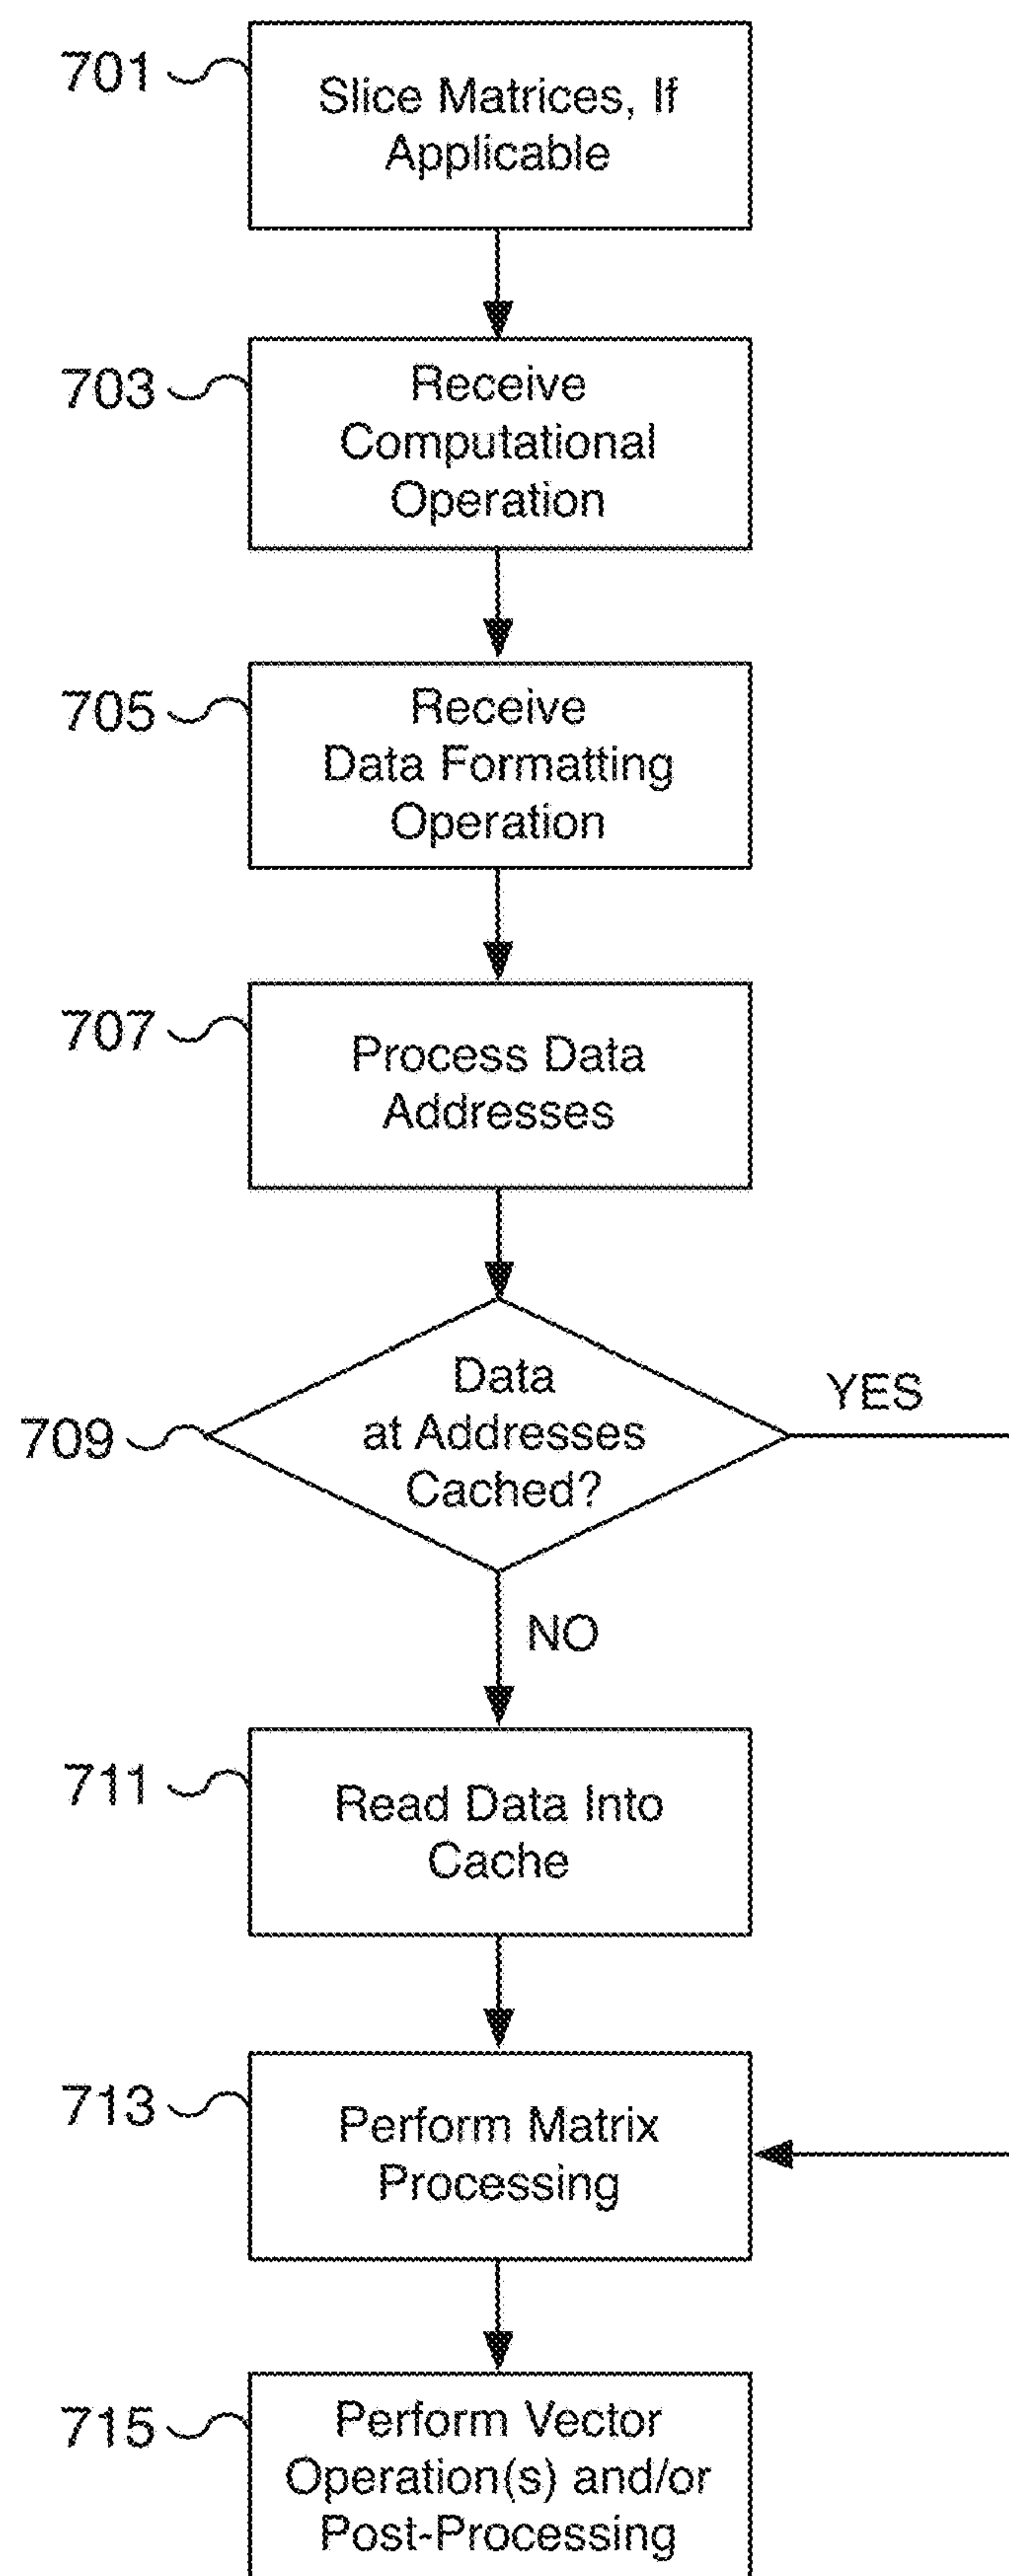 701
Slice Matrices, If
Applicable
703
Receive
Computational
Operation
705
Receive
Data Formatting
Operation
707
Process Data
Addresses
709
Data
at Addresses
Cached?
YES
NO
711
Read Data Into
Cache
713
Perform Matrix
Processing
715
Perform Vector
Operation(s) and/or
Post-Processing